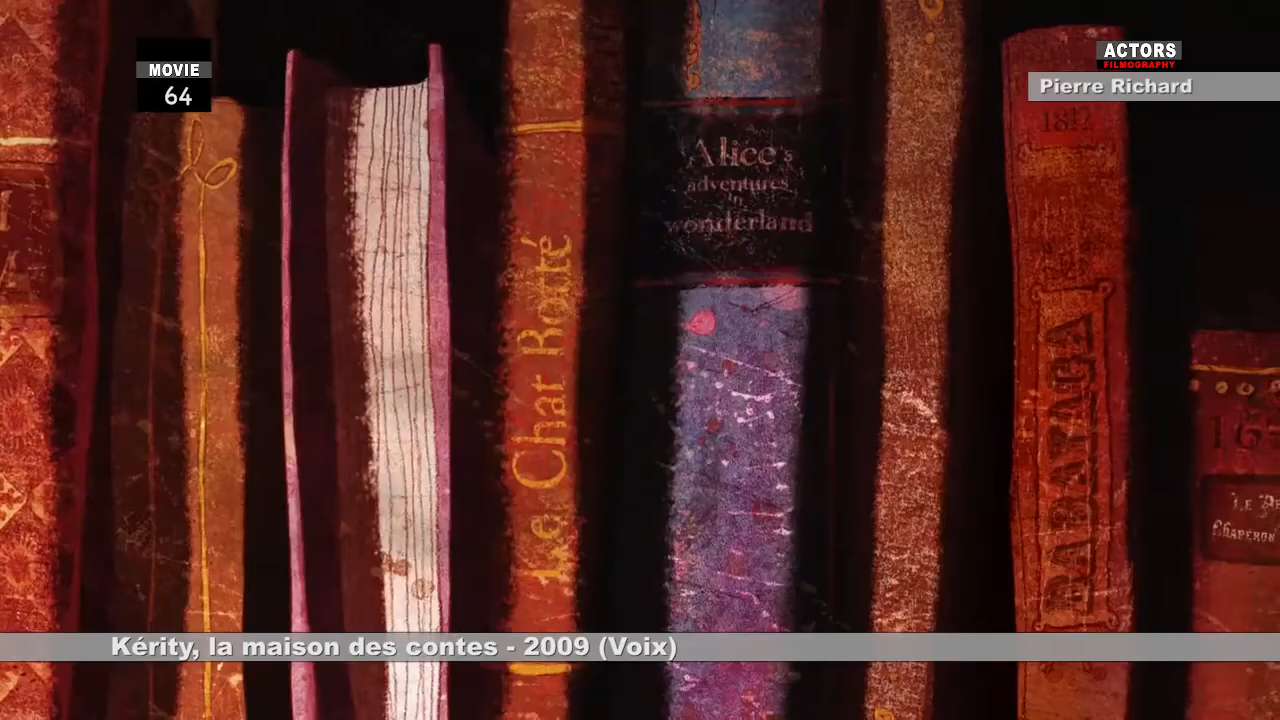 MOVIE
64
ACTORS
FILMOGRAPHY
Pierre Richard
1812
Alice's
adventures
in
wonderland
Le Chat Botté
BABAYAGA
LE
CHAPERON
Kérity, la maison des contes - 2009 (Voix)